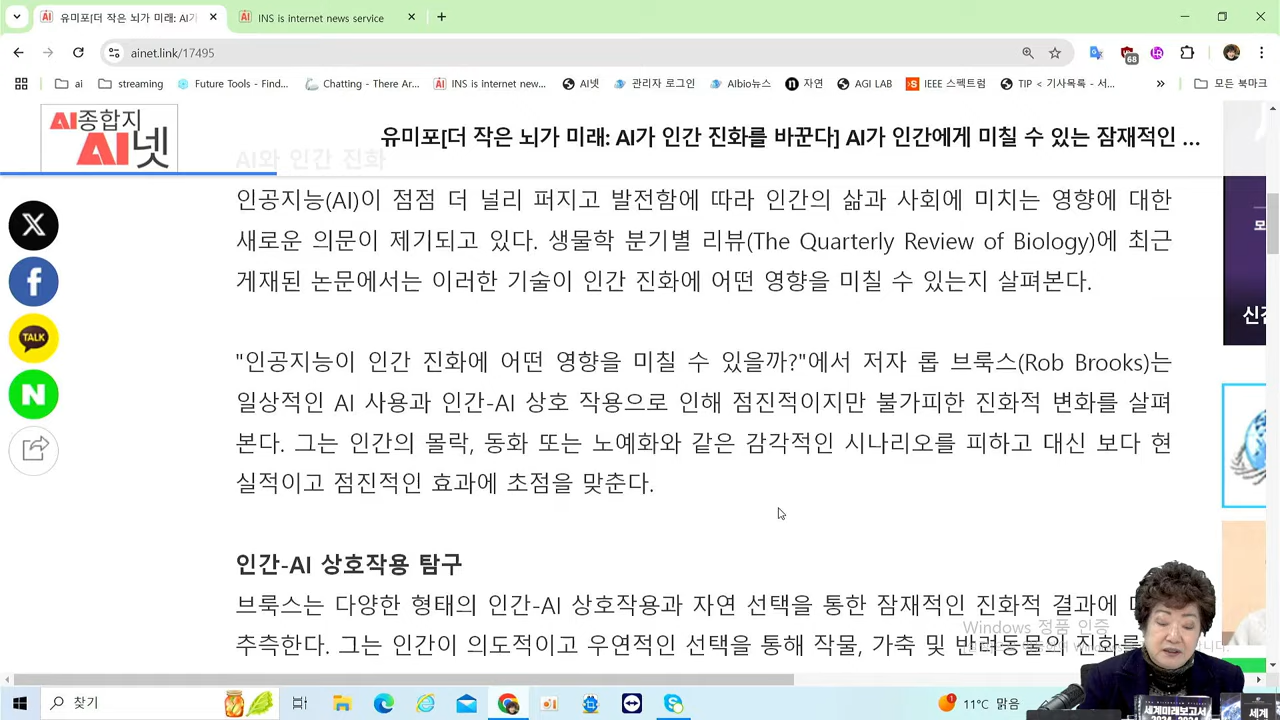 유미포[더 작은 뇌가 미래: AI가
INS is internet news service
ainet.link/17495
68
ai
streaming
Future Tools - Find...
Chatting - There Ar...
INS is internet new...
AI넷
관리자 로그인
AIbio뉴스
자연
AGI LAB
IEEE 스펙트럼
TIP < 기사목록 - 서...
모든 북마크
AI종합지
AI넷
유미포[더 작은 뇌가 미래: AI가 인간 진화를 바꾼다] AI가 인간에게 미칠 수 있는 잠재적인 ...
AI와 인간 진화
인공지능(AI)이 점점 더 널리 퍼지고 발전함에 따라 인간의 삶과 사회에 미치는 영향에 대한
새로운 의문이 제기되고 있다. 생물학 분기별 리뷰(The Quarterly Review of Biology)에 최근
게재된 논문에서는 이러한 기술이 인간 진화에 어떤 영향을 미칠 수 있는지 살펴본다.
TALK
N
"인공지능이 인간 진화에 어떤 영향을 미칠 수 있을까?"에서 저자 롭 브룩스(Rob Brooks)는
일상적인 AI 사용과 인간-AI 상호 작용으로 인해 점진적이지만 불가피한 진화적 변화를 살펴
본다. 그는 인간의 몰락, 동화 또는 노예화와 같은 감각적인 시나리오를 피하고 대신 보다 현
실적이고 점진적인 효과에 초점을 맞춘다.
인간-AI 상호작용 탐구
브룩스는 다양한 형태의 인간-AI 상호작용과 자연 선택을 통한 잠재적인 진화적 결과에
추측한다. 그는 인간이 의도적이고 우연적인 선택을 통해 작물, 가축 및 반려동물의 진화를
Windows 정품 인증
찾기
11°C 맑음
세계미래보고서
세계